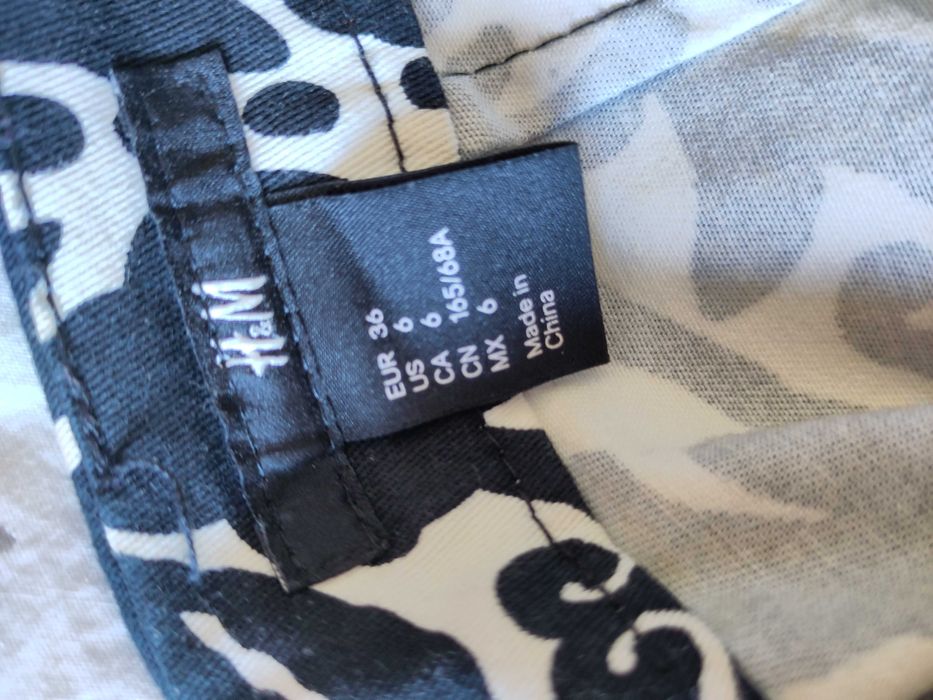 H&M
EUR 36
US 6
CA 6
CN 165/68A
MX 6
Made in
China